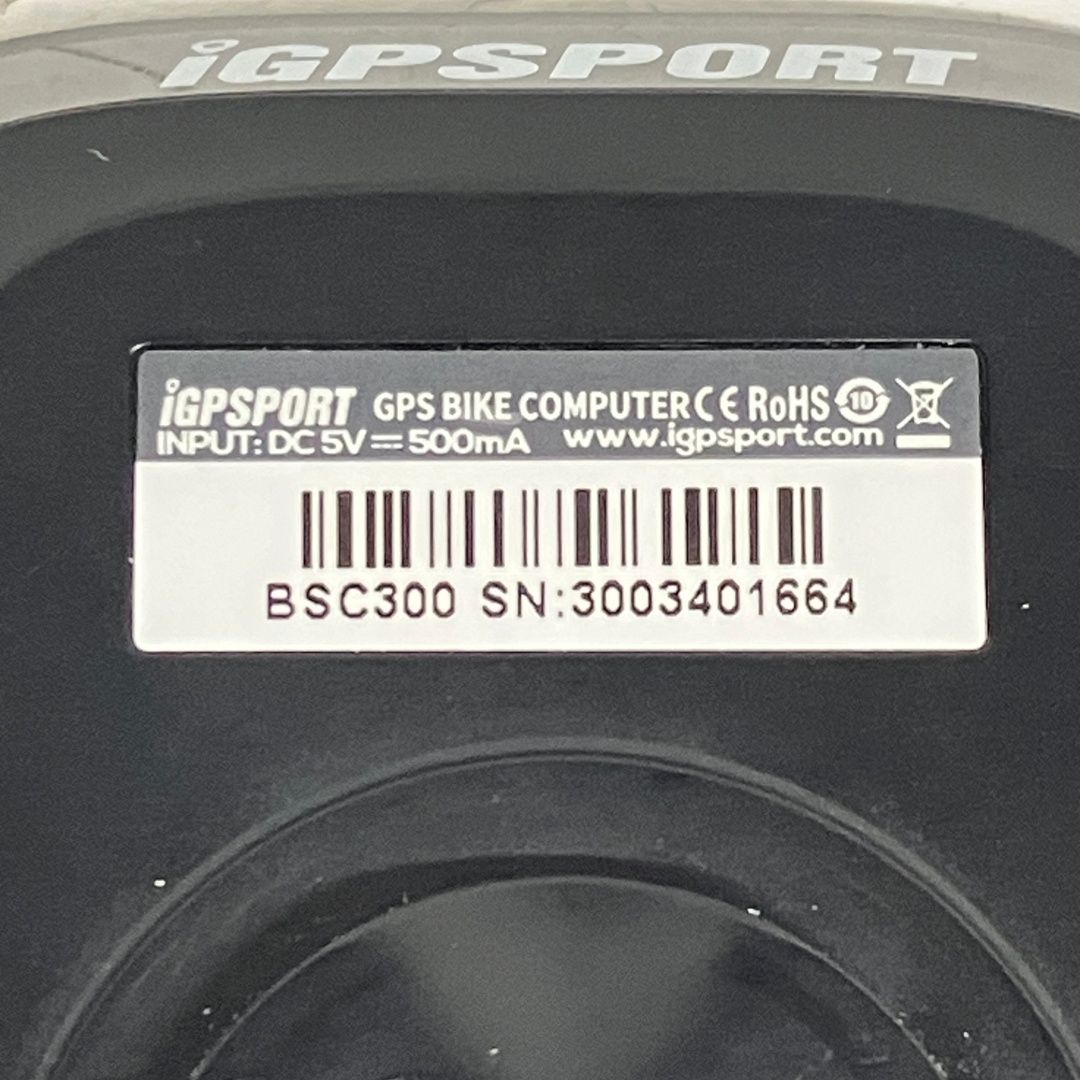 iGPSPORT
iGPSPORT GPS BIKE COMPUTER CE RoHS 10
INPUT: DC 5V⎓500mA www.igpsport.com
BSC300 SN:3003401664